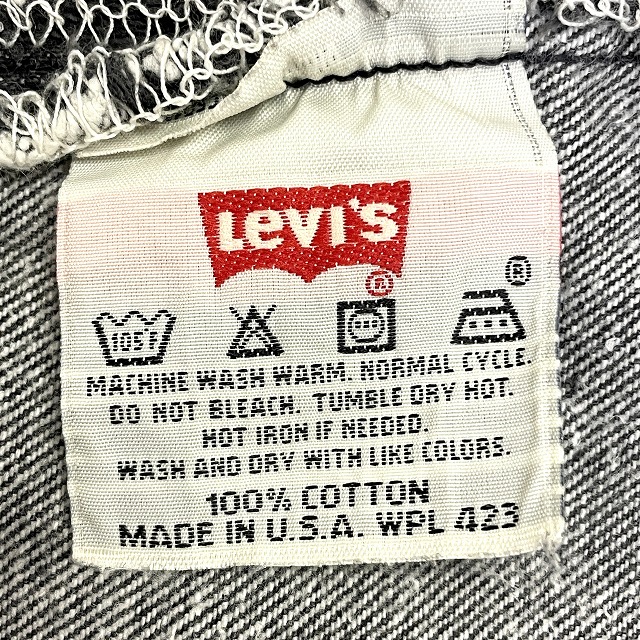 Levi's
®
®
105F
MACHINE WASH WARM. NORMAL CYCLE.
DO NOT BLEACH. TUMBLE DRY HOT.
HOT IRON IF NEEDED.
WASH AND DRY WITH LIKE COLORS.
100% COTTON
MADE IN U.S.A. WPL 423